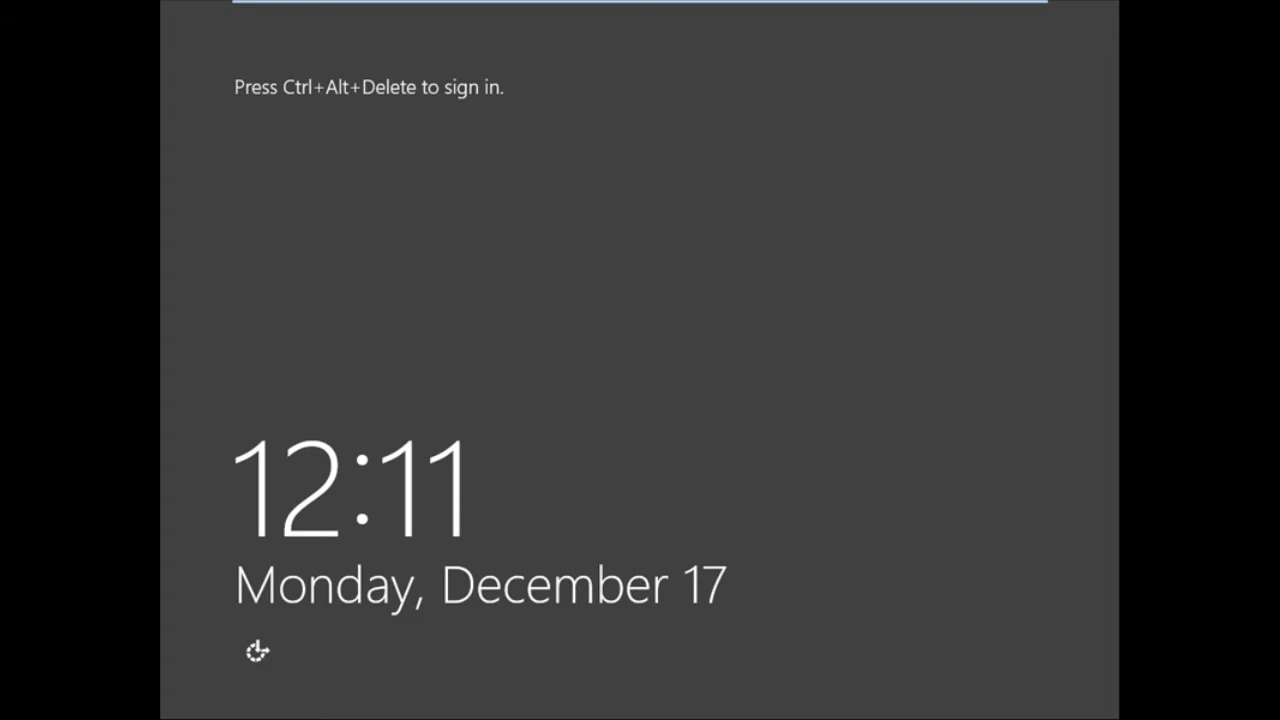 Press Ctrl+Alt+Delete to sign in.
12:11
Monday, December 17